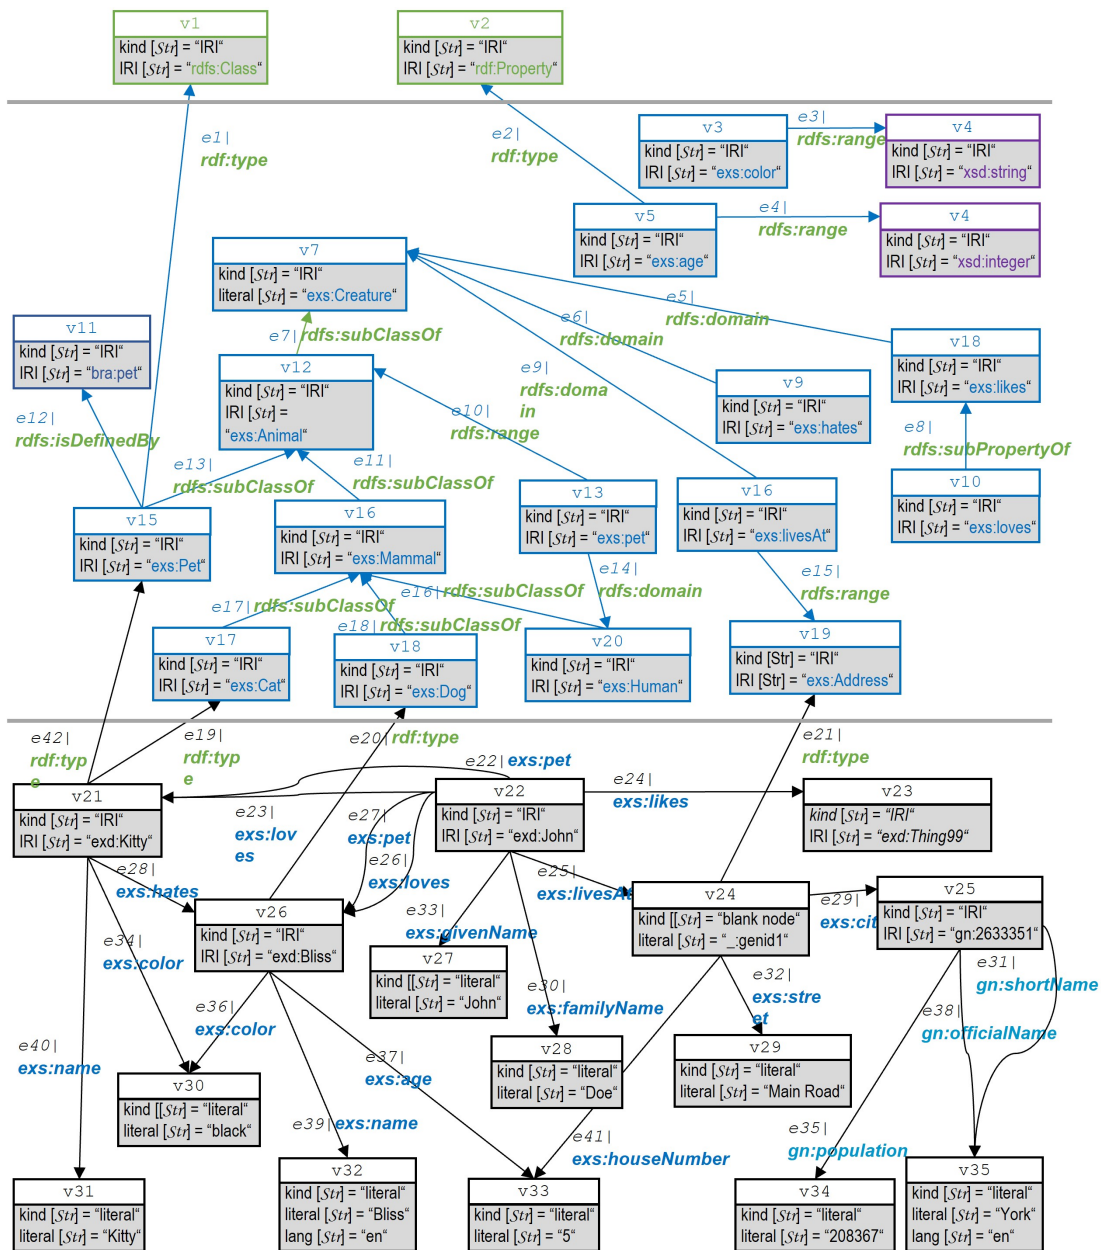 v1
kind [Str] = “IRI“
IRI [Str] = “rdfs:Class“
v2
kind [Str] = “IRI“
IRI [Str] = “rdf:Property“
e1|
rdf:type
e2|
rdf:type
v3
kind [Str] = “IRI“
IRI [Str] = “exs:color“
e3|
rdfs:range
v4
kind [Str] = “IRI“
IRI [Str] = “xsd:string“
v5
kind [Str] = “IRI“
IRI [Str] = “exs:age“
e4|
rdfs:range
v4
kind [Str] = “IRI“
IRI [Str] = “xsd:integer“
v7
kind [Str] = “IRI“
literal [Str] = “exs:Creature“
e5|
rdfs:domain
e6|
rdfs:domain
e7|rdfs:subClassOf
v11
kind [Str] = “IRI“
IRI [Str] = “bra:pet“
v12
kind [Str] = “IRI“
IRI [Str] =
“exs:Animal“
e9|
rdfs:doma
in
v9
kind [Str] = “IRI“
IRI [Str] = “exs:hates“
v18
kind [Str] = “IRI“
IRI [Str] = “exs:likes“
e12|
rdfs:isDefinedBy
e10|
rdfs:range
e8|
rdfs:subPropertyOf
e13|
rdfs:subClassOf
e11|
rdfs:subClassOf
v15
kind [Str] = “IRI“
IRI [Str] = “exs:Pet“
v16
kind [Str] = “IRI“
IRI [Str] = “exs:Mammal“
v13
kind [Str] = “IRI“
IRI [Str] = “exs:pet“
v16
kind [Str] = “IRI“
IRI [Str] = “exs:livesAt“
v10
kind [Str] = “IRI“
IRI [Str] = “exs:loves“
e14|
rdfs:domain
e15|
rdfs:range
e17|rdfs:subClassOf
e16|rdfs:subClassOf
e18|rdfs:subClassOf
v17
kind [Str] = “IRI“
IRI [Str] = “exs:Cat“
v18
kind [Str] = “IRI“
IRI [Str] = “exs:Dog“
v20
kind [Str] = “IRI“
IRI [Str] = “exs:Human“
v19
kind [Str] = “IRI“
IRI [Str] = “exs:Address“
e42|
rdf:typ
e
e19|
rdf:typ
e
e20|rdf:type
e21|
rdf:type
e22|exs:pet
v21
kind [Str] = “IRI“
IRI [Str] = “exd:Kitty“
e23|
exs:lov
es
e27|
exs:pet
e26|
exs:loves
v22
kind [Str] = “IRI“
IRI [Str] = “exd:John“
e24|
exs:likes
v23
kind [Str] = “IRI“
IRI [Str] = “exd:Thing99“
e28|
exs:hates
e25|
exs:livesAt
v24
kind [[Str] = “blank node“
literal [Str] = “_:genid1“
e29|
exs:cit
v25
kind [Str] = “IRI“
IRI [Str] = “gn:2633351“
v26
kind [Str] = “IRI“
IRI [Str] = “exd:Bliss“
e33|
exs:givenName
e34|
exs:color
v27
kind [[Str] = “literal“
literal [Str] = “John“
e30|
exs:familyName
e32|
exs:stre
et
e31|
gn:shortName
e36|
exs:color
e38|
gn:officialName
e40|
exs:name
e37|
exs:age
v28
kind [Str] = “literal“
literal [Str] = “Doe“
v29
kind [Str] = “literal“
literal [Str] = “Main Road“
v30
kind [[Str] = “literal“
literal [Str] = “black“
e39|exs:name
e41|
exs:houseNumber
e35|
gn:population
v31
kind [Str] = “literal“
literal [Str] = “Kitty“
v32
kind [Str] = “literal“
literal [Str] = “Bliss“
lang [Str] = “en“
v33
kind [Str] = “literal“
literal [Str] = “5“
v34
kind [Str] = “literal“
literal [Str] = “208367“
v35
kind [Str] = “literal“
literal [Str] = “York“
lang [Str] = “en“